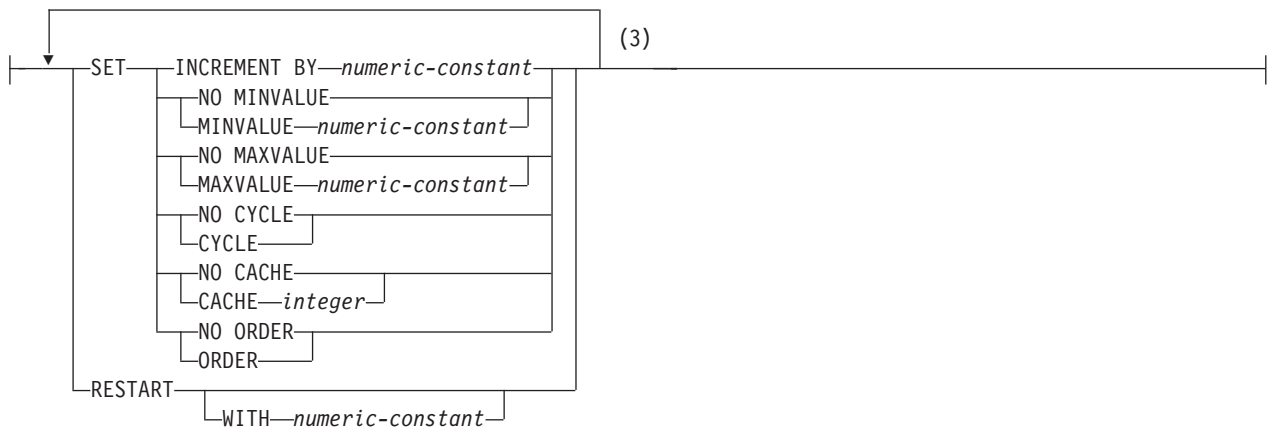 (3)
SET INCREMENT BY numeric-constant
NO MINVALUE
MINVALUE numeric-constant
NO MAXVALUE
MAXVALUE numeric-constant
NO CYCLE
CYCLE
NO CACHE
CACHE integer
NO ORDER
ORDER
RESTART
WITH numeric-constant